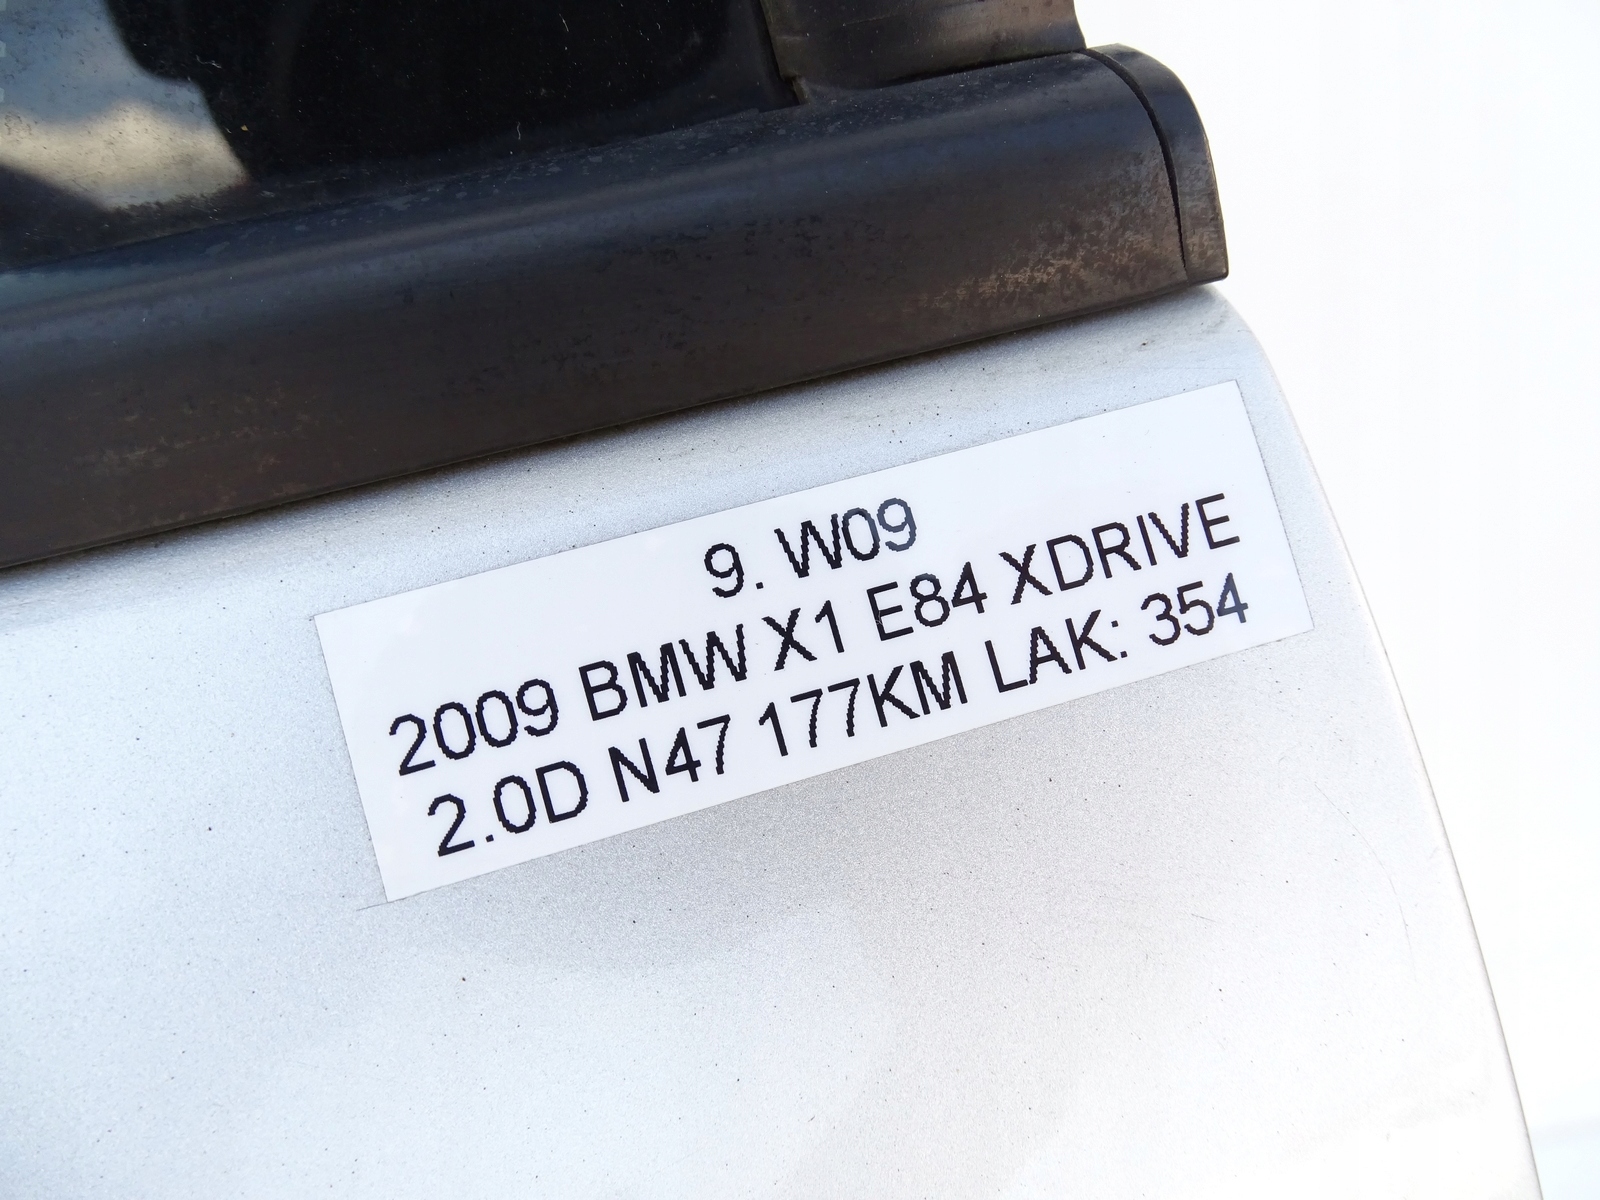 9. W09
2009 BMW X1 E84 XDRIVE
2.0D N47 177KM LAK: 354